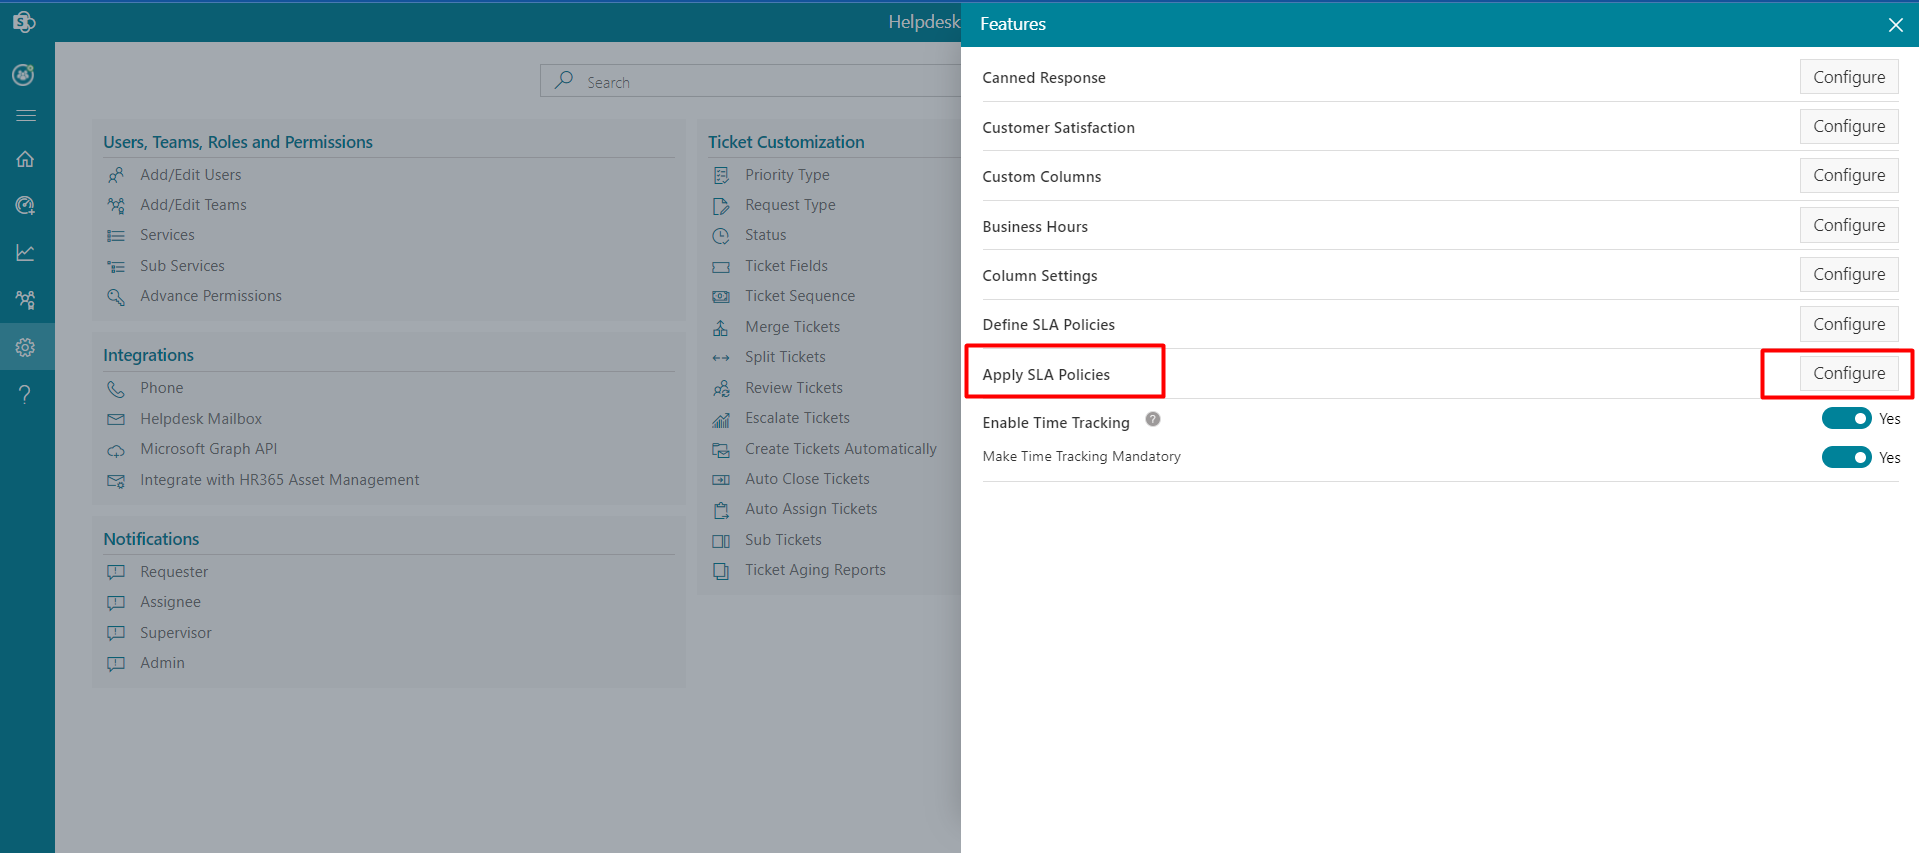 Helpdesk
Search
Users, Teams, Roles and Permissions
Add/Edit Users
Add/Edit Teams
Services
Sub Services
Advance Permissions
Integrations
Phone
Helpdesk Mailbox
Microsoft Graph API
Integrate with HR365 Asset Management
Notifications
Requester
Assignee
Supervisor
Admin
Ticket Customization
Priority Type
Request Type
Status
Ticket Fields
Ticket Sequence
Merge Tickets
Split Tickets
Review Tickets
Escalate Tickets
Create Tickets Automatically
Auto Close Tickets
Auto Assign Tickets
Sub Tickets
Ticket Aging Reports
Features
Canned Response Configure
Customer Satisfaction Configure
Custom Columns Configure
Business Hours Configure
Column Settings Configure
Define SLA Policies Configure
Apply SLA Policies Configure
Enable Time Tracking ? Yes
Make Time Tracking Mandatory Yes